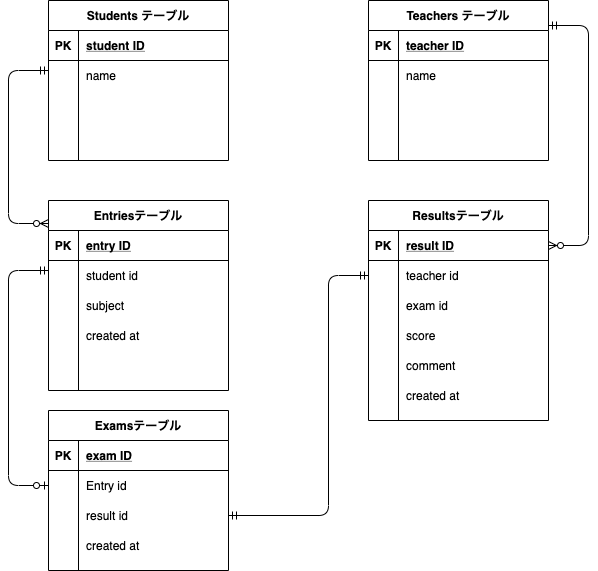 Students テーブル
PK student ID
name
Teachers テーブル
PK teacher ID
name
Entriesテーブル
PK entry ID
student id
subject
created at
Resultsテーブル
PK result ID
teacher id
exam id
score
comment
created at
Examsテーブル
PK exam ID
Entry id
result id
created at